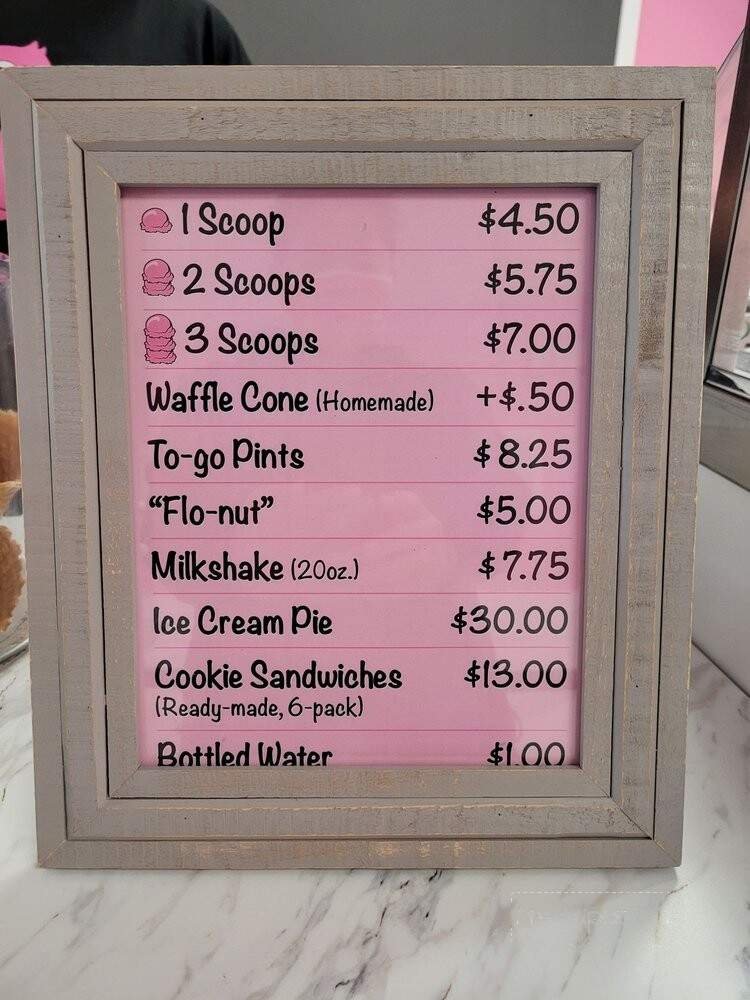 1 Scoop $4.50
2 Scoops $5.75
3 Scoops $7.00
Waffle Cone (Homemade) +$.50
To-go Pints $8.25
“Flo-nut” $5.00
Milkshake (20oz.) $7.75
Ice Cream Pie $30.00
Cookie Sandwiches $13.00
(Ready-made, 6-pack)
Bottled Water $1.00